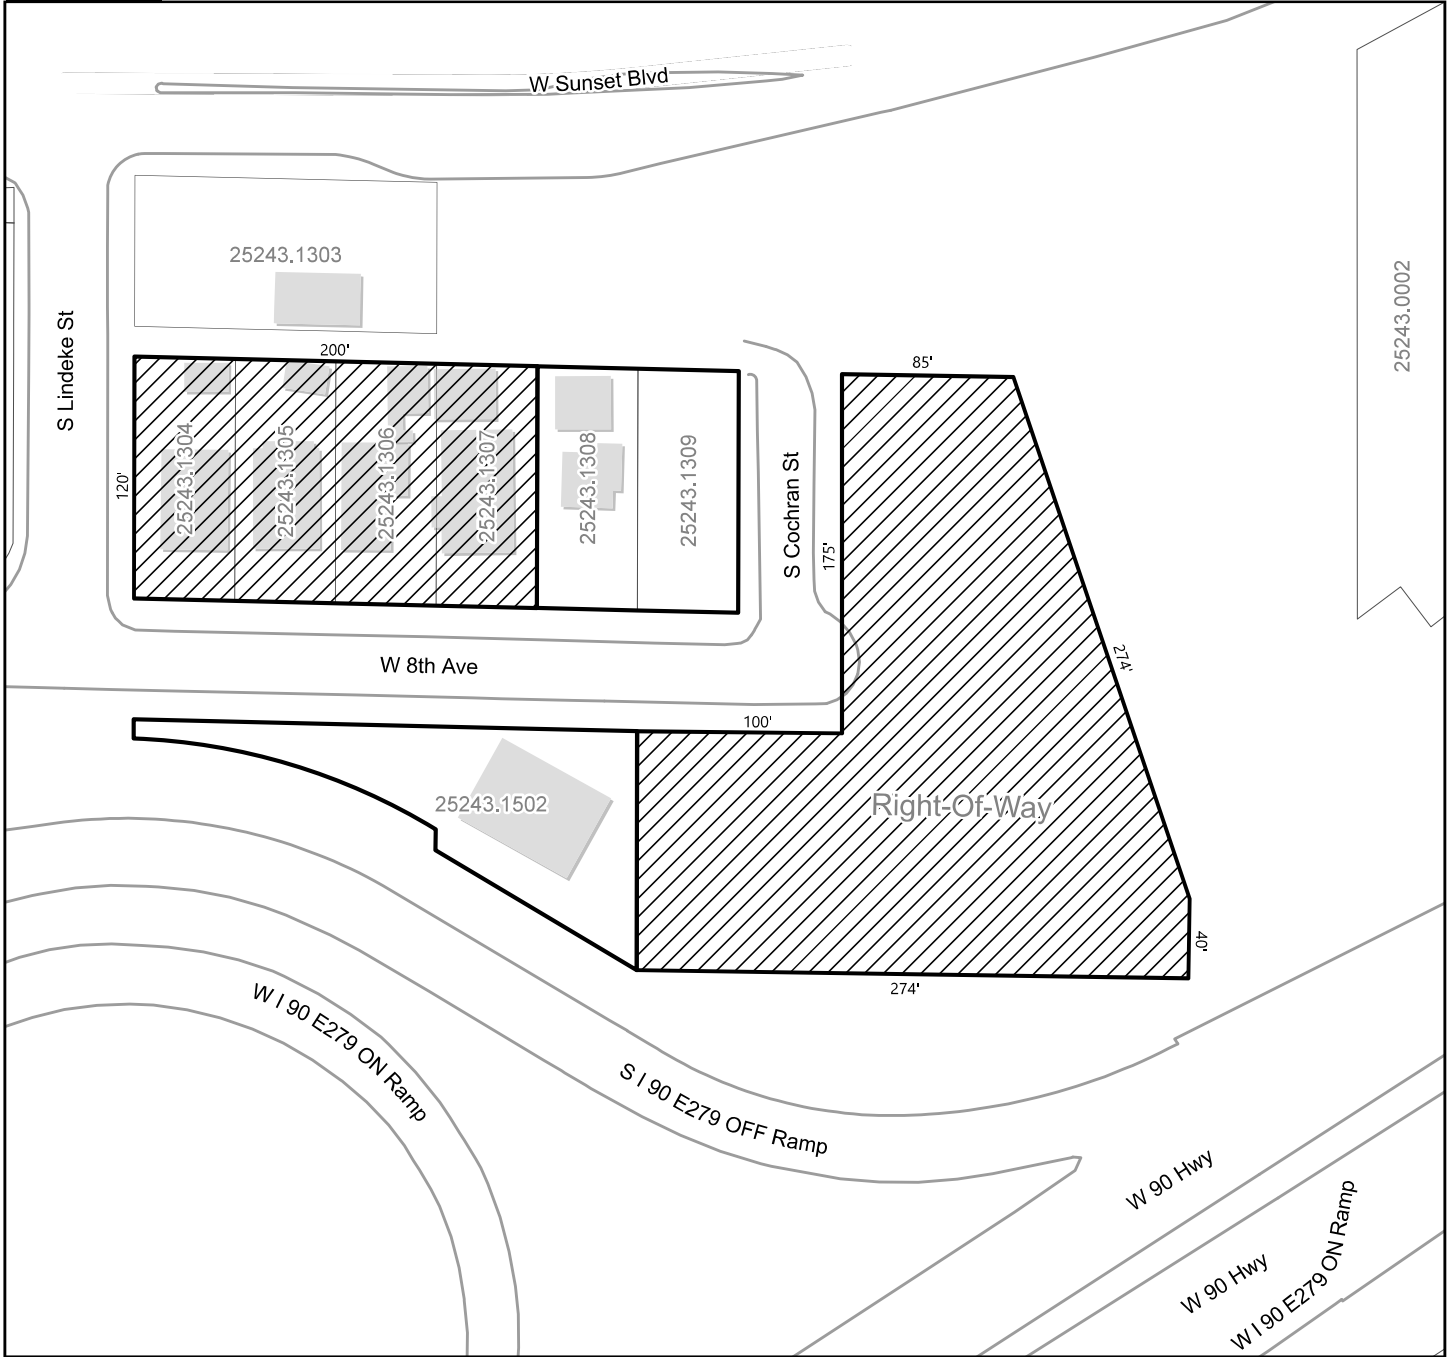 W Sunset Blvd
25243.1303
25243.0002
S Lindeke St
200'
85'
120'
25243.1304
25243.1305
25243.1306
25243.1307
25243.1308
25243.1309
S Cochran St
175'
274'
W 8th Ave
100'
25243.1502
Right-Of-Way
40'
274'
W I 90 E279 ON Ramp
S I 90 E279 OFF Ramp
W 90 Hwy
W 90 Hwy
W I 90 E279 ON Ramp